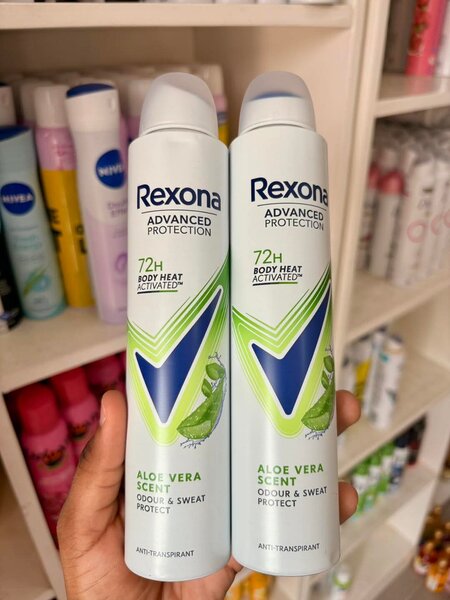 Rexona
ADVANCED
PROTECTION
72H
BODY HEAT
ACTIVATED™
ALOE VERA
SCENT
ODOUR & SWEAT
PROTECT
ANTI-TRANSPIRANT
Rexona
ADVANCED
PROTECTION
72H
BODY HEAT
ACTIVATED™
ALOE VERA
SCENT
ODOUR & SWEAT
PROTECT
ANTI-TRANSPIRANT
NIVEA
NIVEA